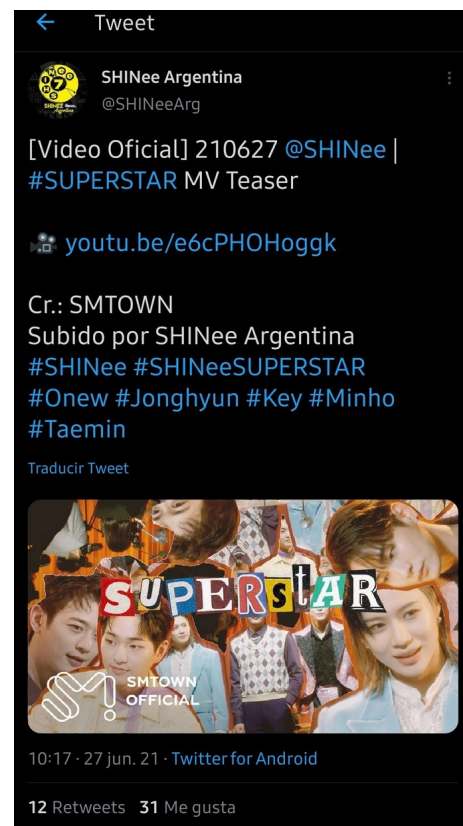 Tweet
SHINee Argentina
@SHINeeArg
[Video Oficial] 210627 @SHINee |
#SUPERSTAR MV Teaser
youtu.be/e6cPHOHoggk
Cr.: SMTOWN
Subido por SHINee Argentina
#SHINee #SHINeeSUPERSTAR
#Onew #Jonghyun #Key #Minho
#Taemin
Traducir Tweet
SUPERStAR
SMTOWN
OFFICIAL
10:17 · 27 jun. 21 · Twitter for Android
12 Retweets 31 Me gusta